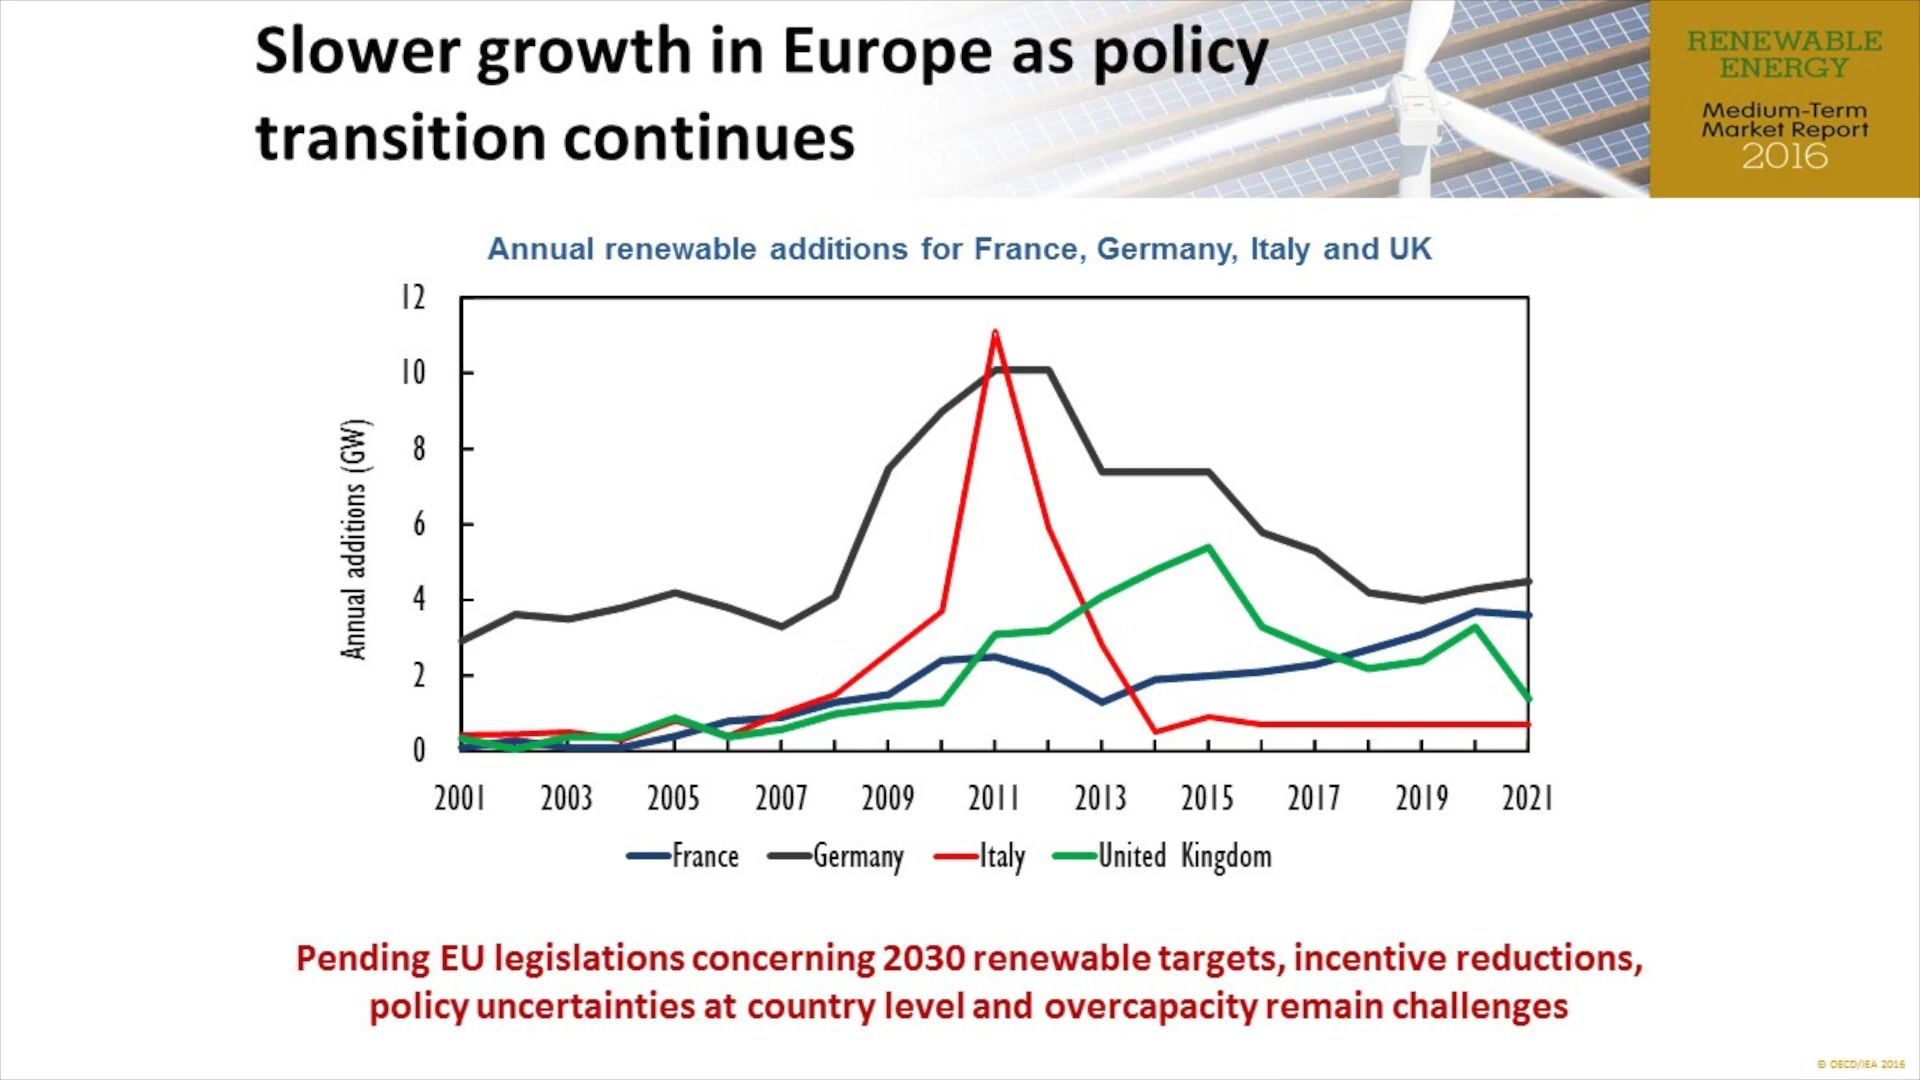 Slower growth in Europe as policy
transition continues
RENEWABLE
ENERGY
Medium-Term
Market Report
2016
Annual renewable additions for France, Germany, Italy and UK
Annual additions (GW)
12
10
8
6
4
2
0
2001 2003 2005 2007 2009 2011 2013 2015 2017 2019 2021
France Germany Italy United Kingdom
Pending EU legislations concerning 2030 renewable targets, incentive reductions,
policy uncertainties at country level and overcapacity remain challenges
© OECD/IEA 2016